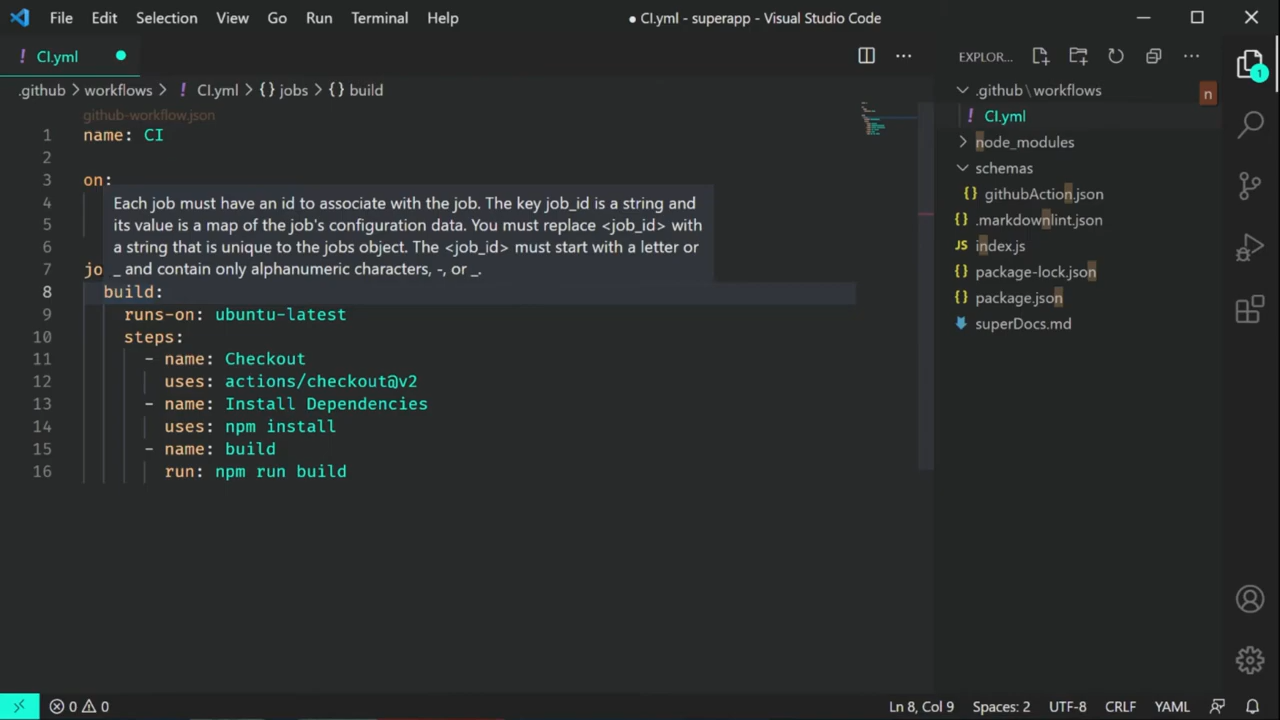 File Edit Selection View Go Run Terminal Help
● CI.yml - superapp - Visual Studio Code
! CI.yml
EXPLOR...
.github > workflows > ! CI.yml > {} jobs > {} build
github-workflow.json
1 name: CI
2
3 on:
4
5
6
7 jo
Each job must have an id to associate with the job. The key job_id is a string and
its value is a map of the job's configuration data. You must replace <job_id> with
a string that is unique to the jobs object. The <job_id> must start with a letter or
_ and contain only alphanumeric characters, -, or _.
8 build:
9 runs-on: ubuntu-latest
10 steps:
11 - name: Checkout
12 uses: actions/checkout@v2
13 - name: Install Dependencies
14 uses: npm install
15 - name: build
16 run: npm run build
.github\workflows
n
! CI.yml
node_modules
schemas
{} githubAction.json
{} .markdownlint.json
JS index.js
{} package-lock.json
{} package.json
superDocs.md
1
0 0
Ln 8, Col 9
Spaces: 2
UTF-8
CRLF
YAML